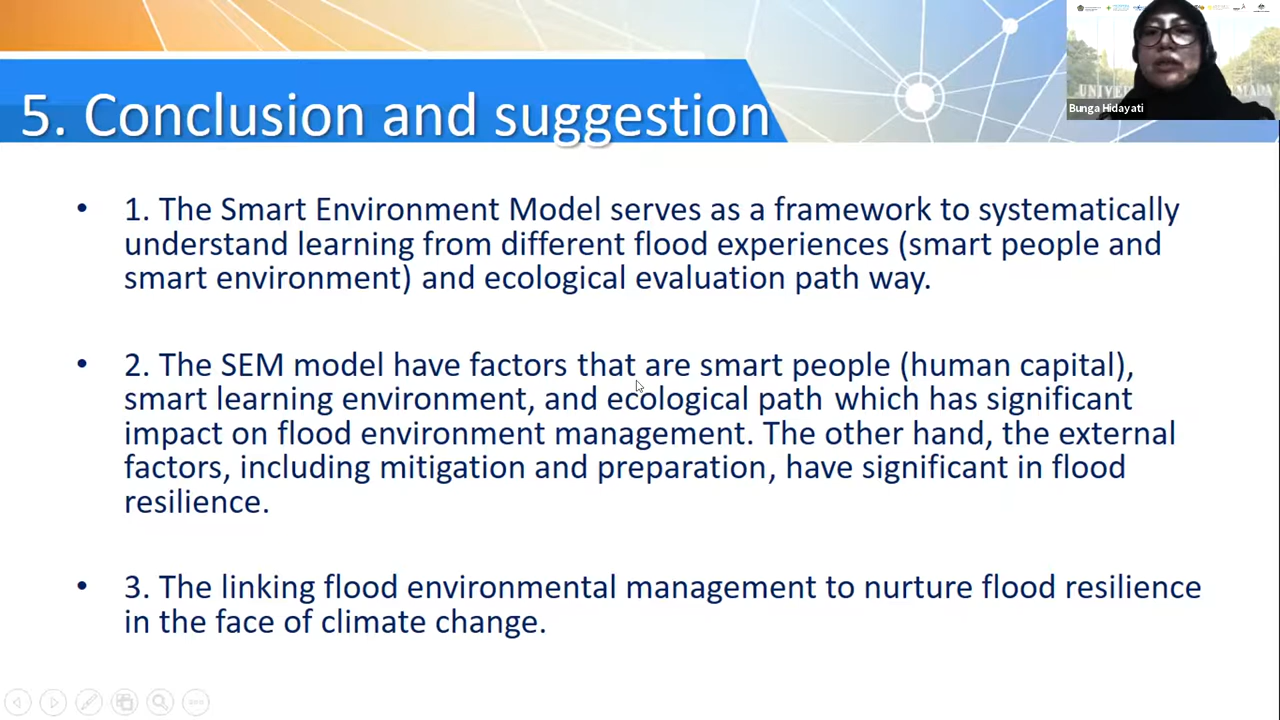 5. Conclusion and suggestion
Bunga Hidayati
• 1. The Smart Environment Model serves as a framework to systematically
understand learning from different flood experiences (smart people and
smart environment) and ecological evaluation path way.
• 2. The SEM model have factors that are smart people (human capital),
smart learning environment, and ecological path which has significant
impact on flood environment management. The other hand, the external
factors, including mitigation and preparation, have significant in flood
resilience.
• 3. The linking flood environmental management to nurture flood resilience
in the face of climate change.